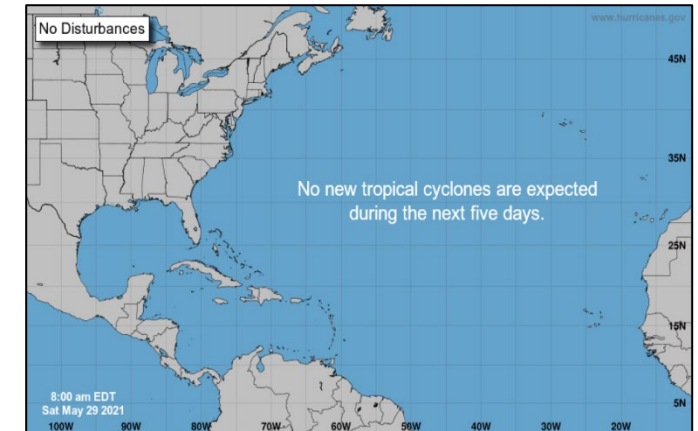 No Disturbances
www.hurricanes.gov
45N
35N
No new tropical cyclones are expected
during the next five days.
25N
15N
8:00 am EDT
Sat May 29 2021
5N
100W 90W 80W 70W 60W 50W 40W 30W 20W